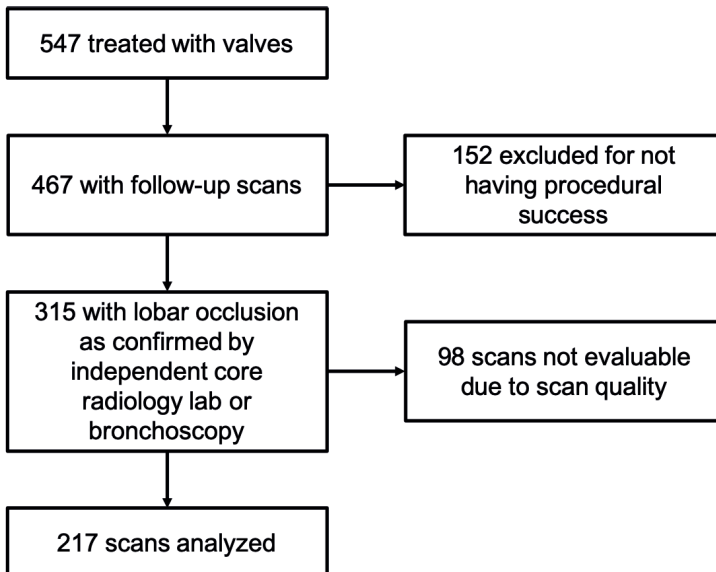 547 treated with valves
467 with follow-up scans
152 excluded for not
having procedural
success
315 with lobar occlusion
as confirmed by
independent core
radiology lab or
bronchoscopy
98 scans not evaluable
due to scan quality
217 scans analyzed